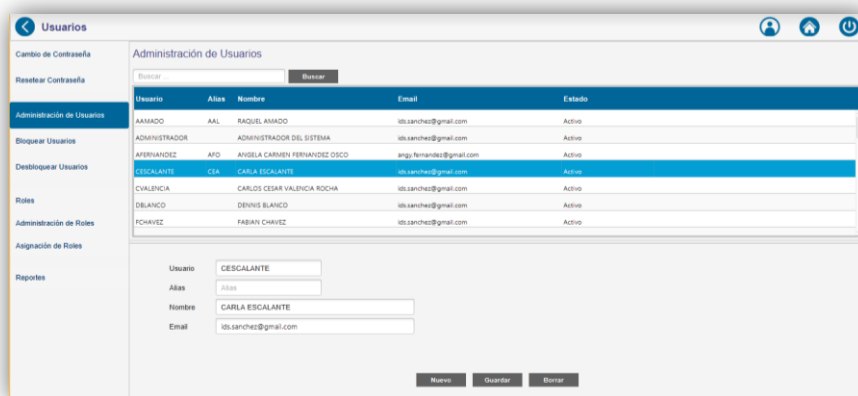 Usuarios
Cambio de Contraseña
Resetear Contraseña
Administración de Usuarios
Bloquear Usuarios
Desbloquear Usuarios
Roles
Administración de Roles
Asignación de Roles
Reportes
Administración de Usuarios
Buscar ... Buscar
Usuario Alias Nombre Email Estado
AAMADO AAL RAQUEL AMADO ids.sanchez@gmail.com Activo
ADMINISTRADOR ADMINISTRADOR DEL SISTEMA ids.sanchez@gmail.com Activo
AFERNANDEZ AFO ANGELA CARMEN FERNANDEZ OSCO angy.fernandez@gmail.com Activo
CESCALANTE CEA CARLA ESCALANTE ids.sanchez@gmail.com Activo
CVALENCIA CARLOS CESAR VALENCIA ROCHA ids.sanchez@gmail.com Activo
DBLANCO DENNIS BLANCO ids.sanchez@gmail.com Activo
FCHAVEZ FABIAN CHAVEZ ids.sanchez@gmail.com Activo
Usuario CESCALANTE
Alias Alias
Nombre CARLA ESCALANTE
Email ids.sanchez@gmail.com
Nuevo Guardar Borrar